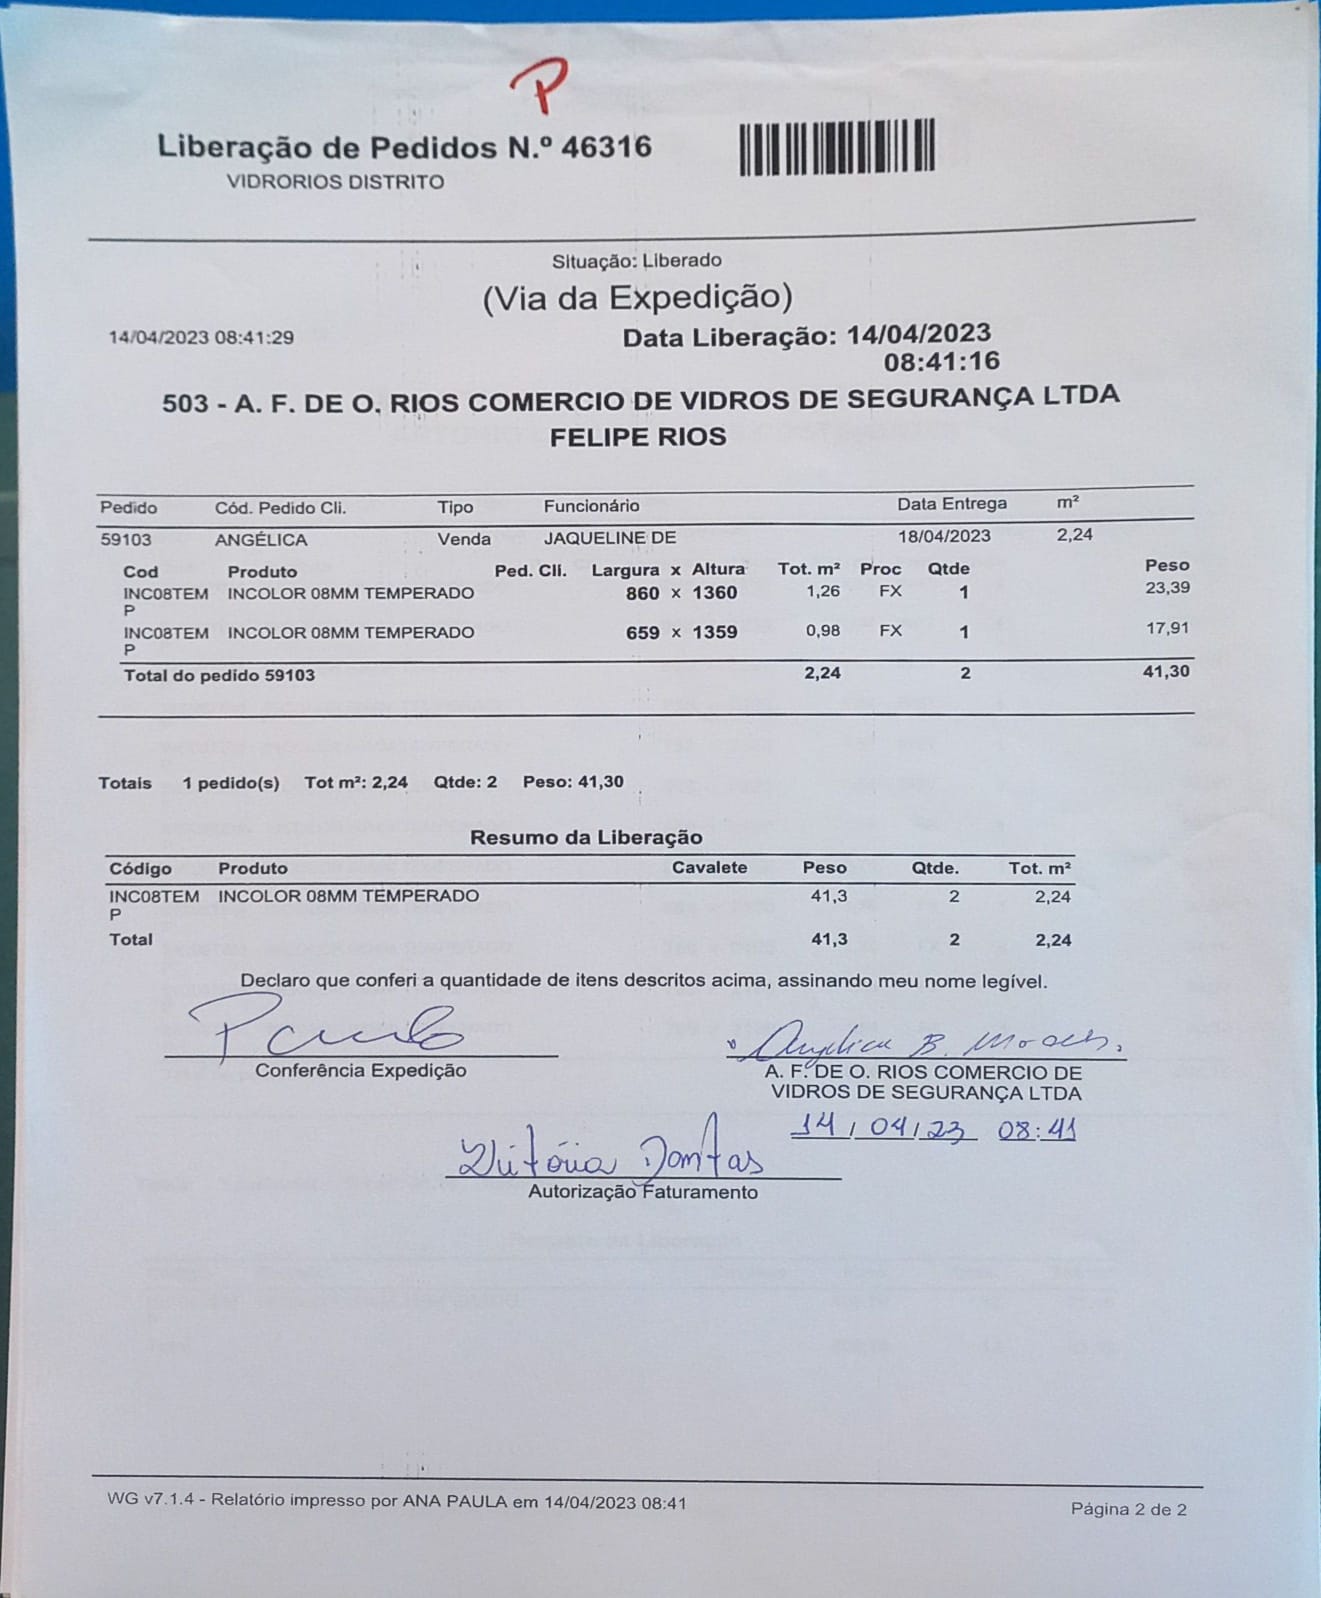 P
Liberação de Pedidos N.º 46316
VIDRORIOS DISTRITO
Situação: Liberado
(Via da Expedição)
14/04/2023 08:41:29 Data Liberação: 14/04/2023
08:41:16
503 - A. F. DE O. RIOS COMERCIO DE VIDROS DE SEGURANÇA LTDA
FELIPE RIOS
Pedido Cód. Pedido Cli. Tipo Funcionário Data Entrega m²
59103 ANGÉLICA Venda JAQUELINE DE 18/04/2023 2,24
Cod Produto Ped. Cli. Largura x Altura Tot. m² Proc Qtde Peso
INC08TEM INCOLOR 08MM TEMPERADO 860 x 1360 1,26 FX 1 23,39
P
INC08TEM INCOLOR 08MM TEMPERADO 659 x 1359 0,98 FX 1 17,91
P
Total do pedido 59103 2,24 2 41,30
Totais 1 pedido(s) Tot m²: 2,24 Qtde: 2 Peso: 41,30
Resumo da Liberação
Código Produto Cavalete Peso Qtde. Tot. m²
INC08TEM INCOLOR 08MM TEMPERADO 41,3 2 2,24
P
Total 41,3 2 2,24
Declaro que conferi a quantidade de itens descritos acima, assinando meu nome legível.
Paulo Angélica B. Moraes.
Conferência Expedição A. F. DE O. RIOS COMERCIO DE
VIDROS DE SEGURANÇA LTDA
14/04/23 08:41
Vitória Dantas
Autorização Faturamento
WG v7.1.4 - Relatório impresso por ANA PAULA em 14/04/2023 08:41 Página 2 de 2